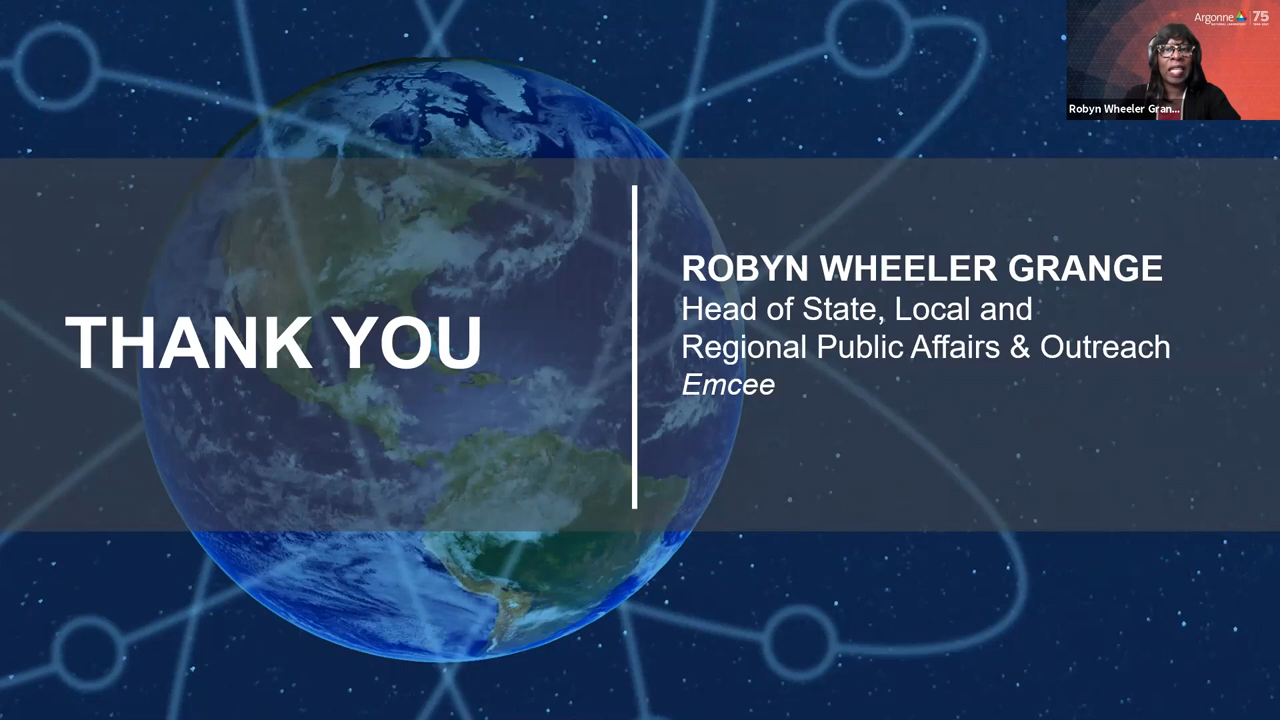 Argonne
75
Robyn Wheeler Gran...
THANK YOU
ROBYN WHEELER GRANGE
Head of State, Local and
Regional Public Affairs & Outreach
Emcee